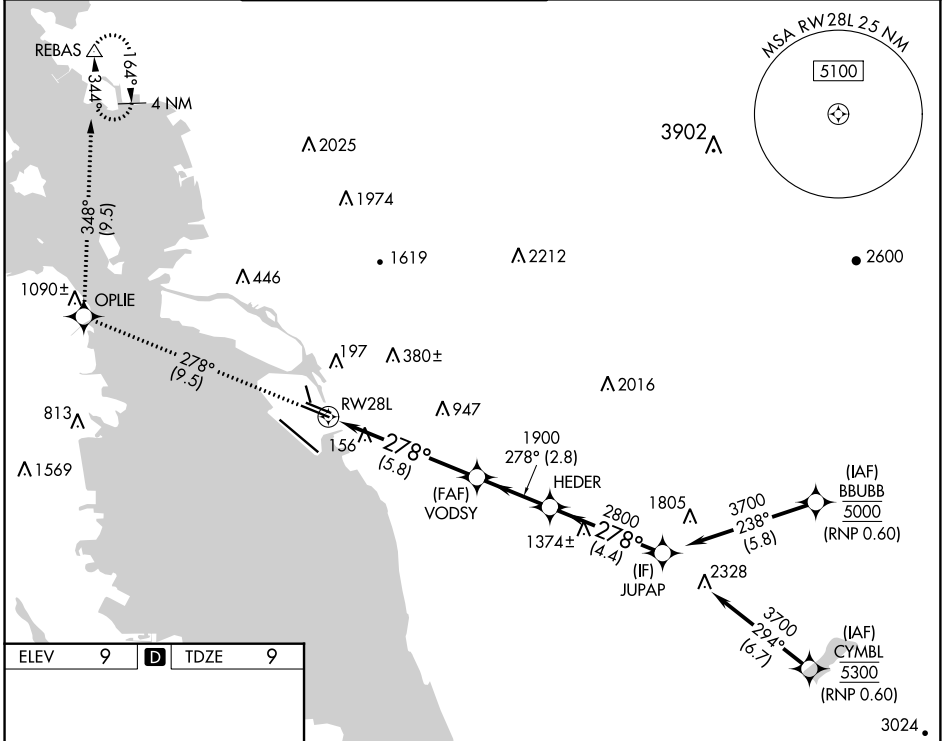 MSA RW28L 25 NM
5100
REBAS
164°
344°
4 NM
2025
3902
1974
348°
(9.5)
1619
2212
2600
446
1090±
OPLIE
278°
(9.5)
197
380±
2016
RW28L
947
813
156
278°
(5.8)
1900
278° (2.8)
1569
HEDER
(FAF)
VODSY
(IAF)
BBUBB
5000
(RNP 0.60)
1805
3700
238°
(5.8)
2800
278°
(4.4)
1374±
(IF)
JUPAP
2328
3700
294°
(6.7)
(IAF)
CYMBL
5300
(RNP 0.60)
3024
ELEV 9 D TDZE 9